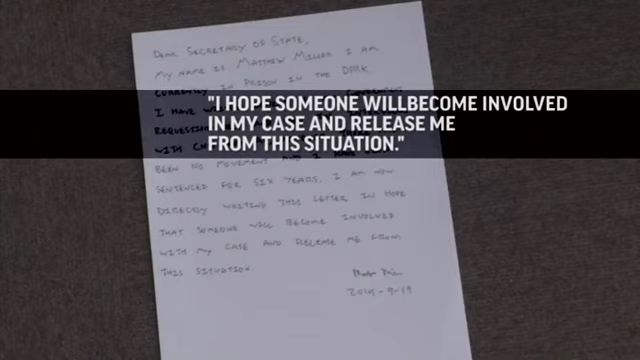 DEAR SECRETARY OF STATE,
MY NAME IS MATTHEW MILLER I AM
CURRENTLY IN PRISON IN THE DPRK
I HAVE
REQUESTING
WITH
"I HOPE SOMEONE WILLBECOME INVOLVED
IN MY CASE AND RELEASE ME
FROM THIS SITUATION."
BEEN NO MOVEMENT AND I
SENTENCED FOR SIX YEARS. I AM NOW
DIRECTLY WRITING THIS LETTER IN HOPE
THAT SOMEONE WILL BECOME INVOLVED
WITH MY CASE AND RELEASE ME FROM
THIS SITUATION
2014-9-19